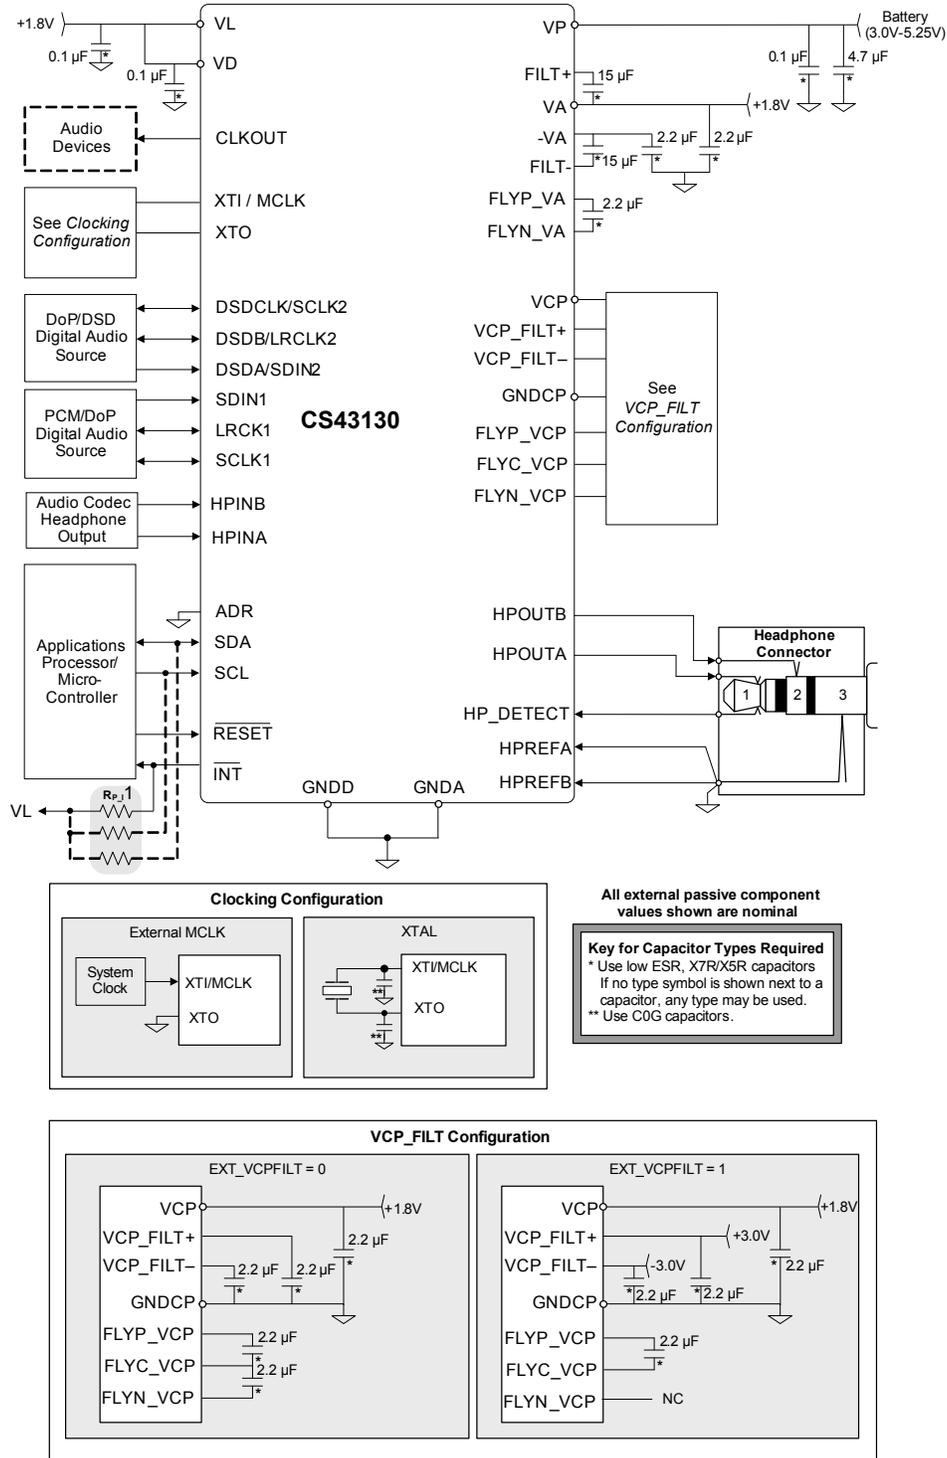 +1.8V
VL
0.1 µF
*
VD
0.1 µF
*
Audio
Devices
CLKOUT
See Clocking
Configuration
XTI / MCLK
XTO
DoP/DSD
Digital Audio
Source
DSDCLK/SCLK2
DSDB/LRCLK2
DSDA/SDIN2
PCM/DoP
Digital Audio
Source
SDIN1
LRCK1
SCLK1
Audio Codec
Headphone
Output
HPINB
HPINA
Applications
Processor/
Micro-
Controller
ADR
SDA
SCL
RESET
INT
VL
RP_I1
CS43130
GNDD
GNDA
VP
Battery
(3.0V-5.25V)
0.1 µF
*
4.7 µF
*
FILT+
15 µF
*
VA
+1.8V
-VA
2.2 µF
*
2.2 µF
*
FILT-
15 µF
*
FLYP_VA
2.2 µF
*
FLYN_VA
VCP
VCP_FILT+
VCP_FILT–
GNDCP
FLYP_VCP
FLYC_VCP
FLYN_VCP
See
VCP_FILT
Configuration
HPOUTB
HPOUTA
HP_DETECT
HPREFA
HPREFB
Headphone
Connector
1
2
3
Clocking Configuration
External MCLK
System
Clock
XTI/MCLK
XTO
XTAL
XTI/MCLK
**
XTO
**
All external passive component
values shown are nominal
Key for Capacitor Types Required
* Use low ESR, X7R/X5R capacitors
If no type symbol is shown next to a
capacitor, any type may be used.
** Use C0G capacitors.
VCP_FILT Configuration
EXT_VCPFILT = 0
VCP
+1.8V
VCP_FILT+
2.2 µF
*
VCP_FILT–
2.2 µF
*
2.2 µF
*
GNDCP
FLYP_VCP
2.2 µF
*
FLYC_VCP
2.2 µF
*
FLYN_VCP
EXT_VCPFILT = 1
VCP
+1.8V
VCP_FILT+
+3.0V
VCP_FILT–
-3.0V
2.2 µF
*
2.2 µF
*
2.2 µF
*
GNDCP
FLYP_VCP
2.2 µF
*
FLYC_VCP
FLYN_VCP
NC